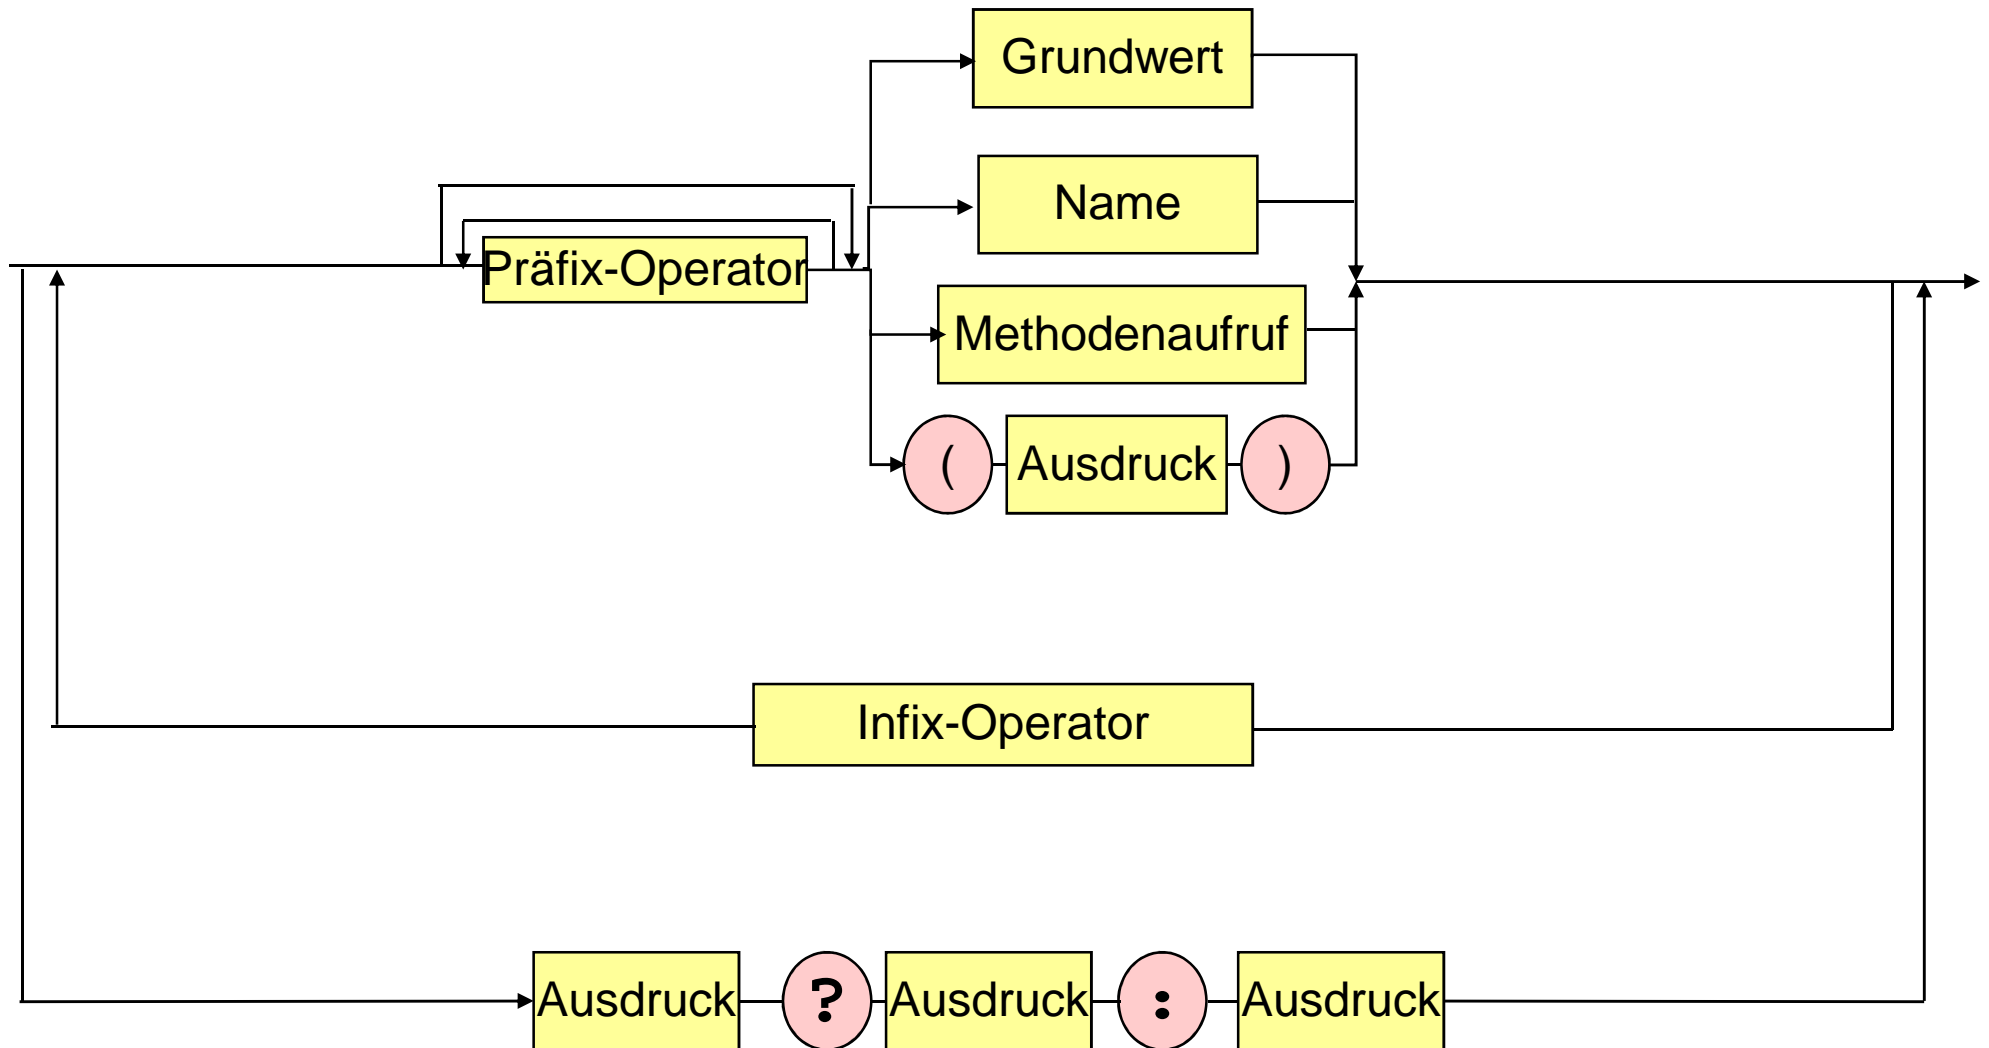 Grundwert
Name
Präfix-Operator
Methodenaufruf
( Ausdruck )
Infix-Operator
Ausdruck ? Ausdruck : Ausdruck